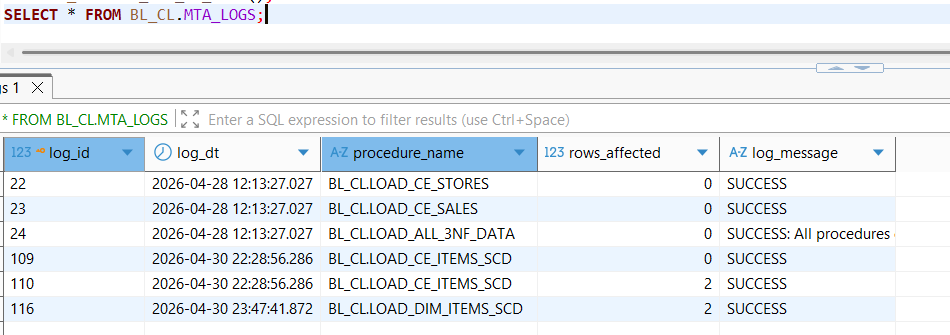 SELECT * FROM BL_CL.MTA_LOGS;
gs 1
* FROM BL_CL.MTA_LOGS Enter a SQL expression to filter results (use Ctrl+Space)
123 log_id log_dt A-Z procedure_name 123 rows_affected A-Z log_message
22 2026-04-28 12:13:27.027 BL_CL.LOAD_CE_STORES 0 SUCCESS
23 2026-04-28 12:13:27.027 BL_CL.LOAD_CE_SALES 0 SUCCESS
24 2026-04-28 12:13:27.027 BL_CL.LOAD_ALL_3NF_DATA 0 SUCCESS: All procedures
109 2026-04-30 22:28:56.286 BL_CL.LOAD_CE_ITEMS_SCD 0 SUCCESS
110 2026-04-30 22:28:56.286 BL_CL.LOAD_CE_ITEMS_SCD 2 SUCCESS
116 2026-04-30 23:47:41.872 BL_CL.LOAD_DIM_ITEMS_SCD 2 SUCCESS